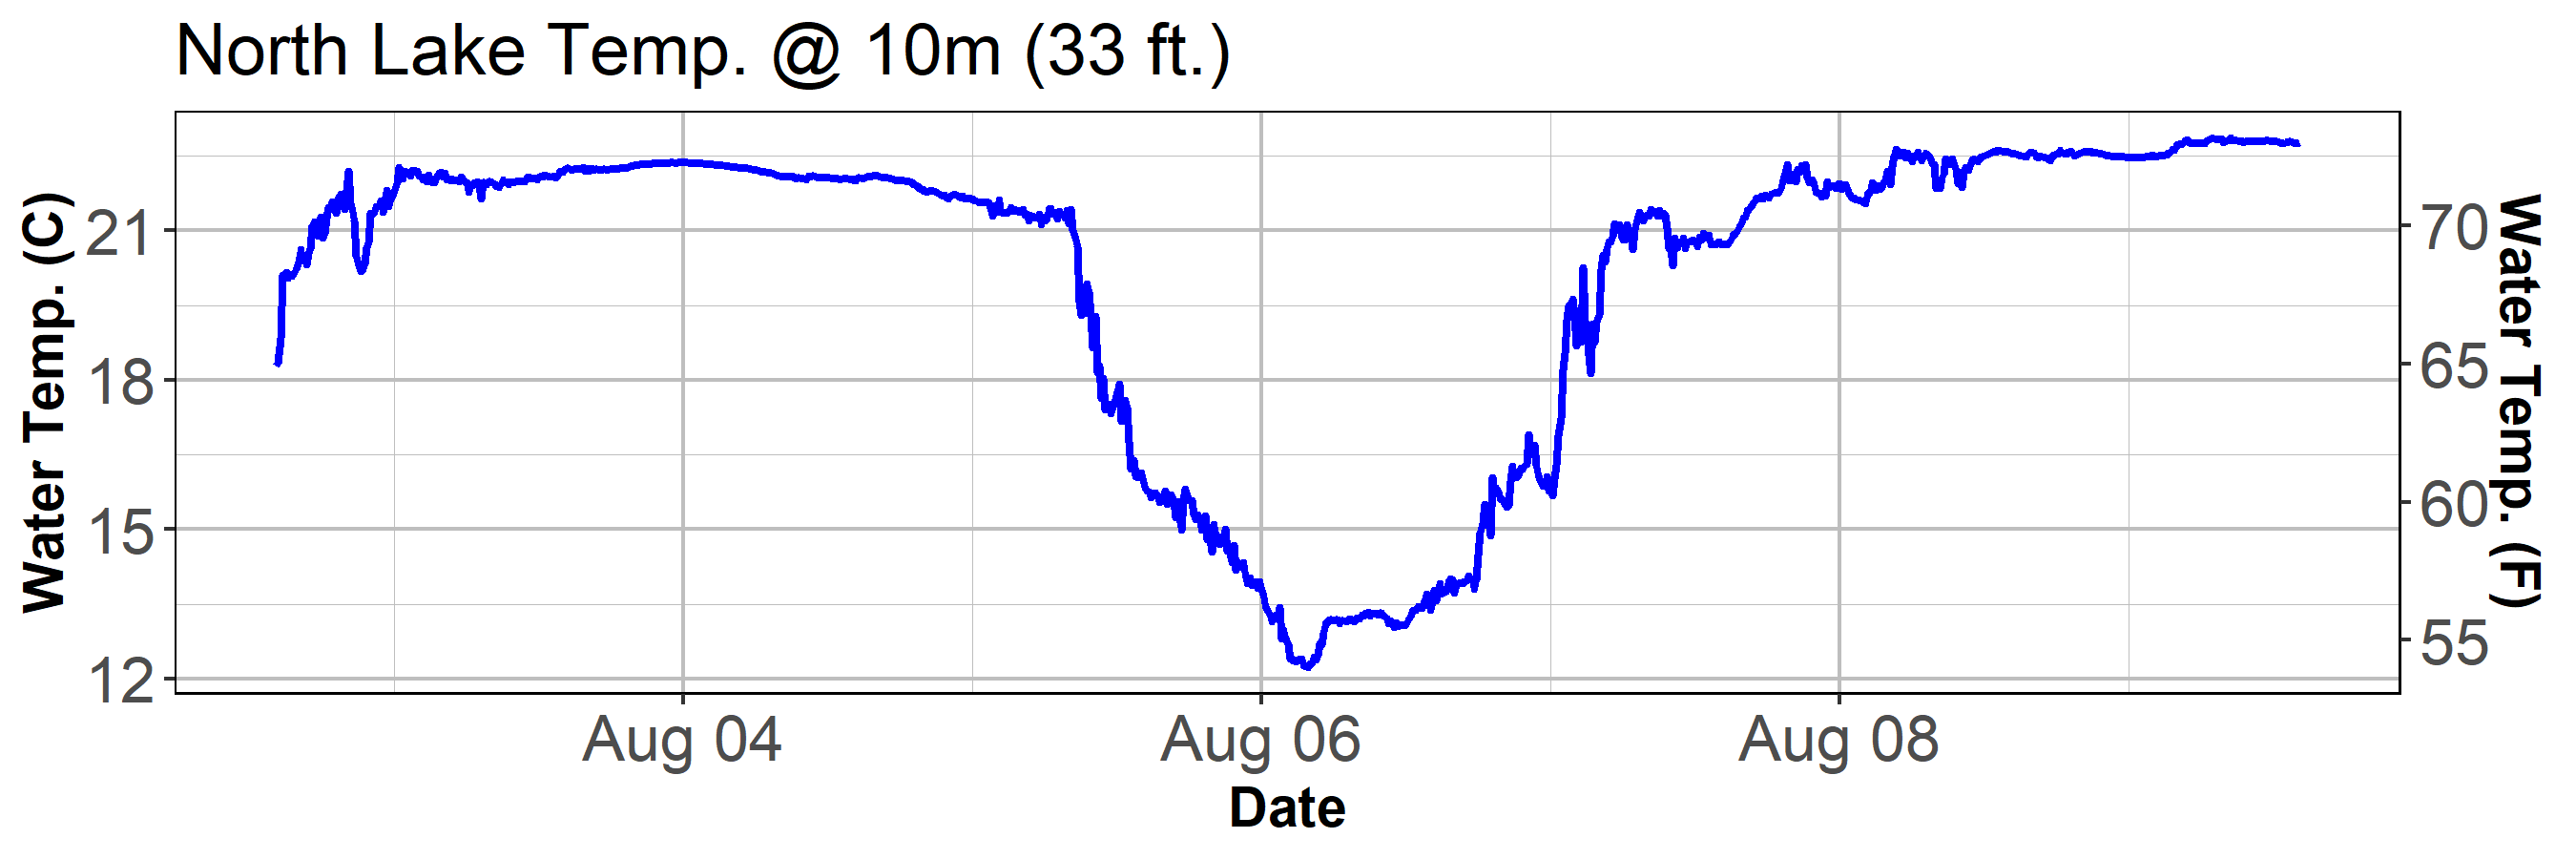 North Lake Temp. @ 10m (33 ft.)
Water Temp. (C)
21
18
15
12
70
65
60
55
Water Temp. (F)
Aug 04
Aug 06
Aug 08
Date